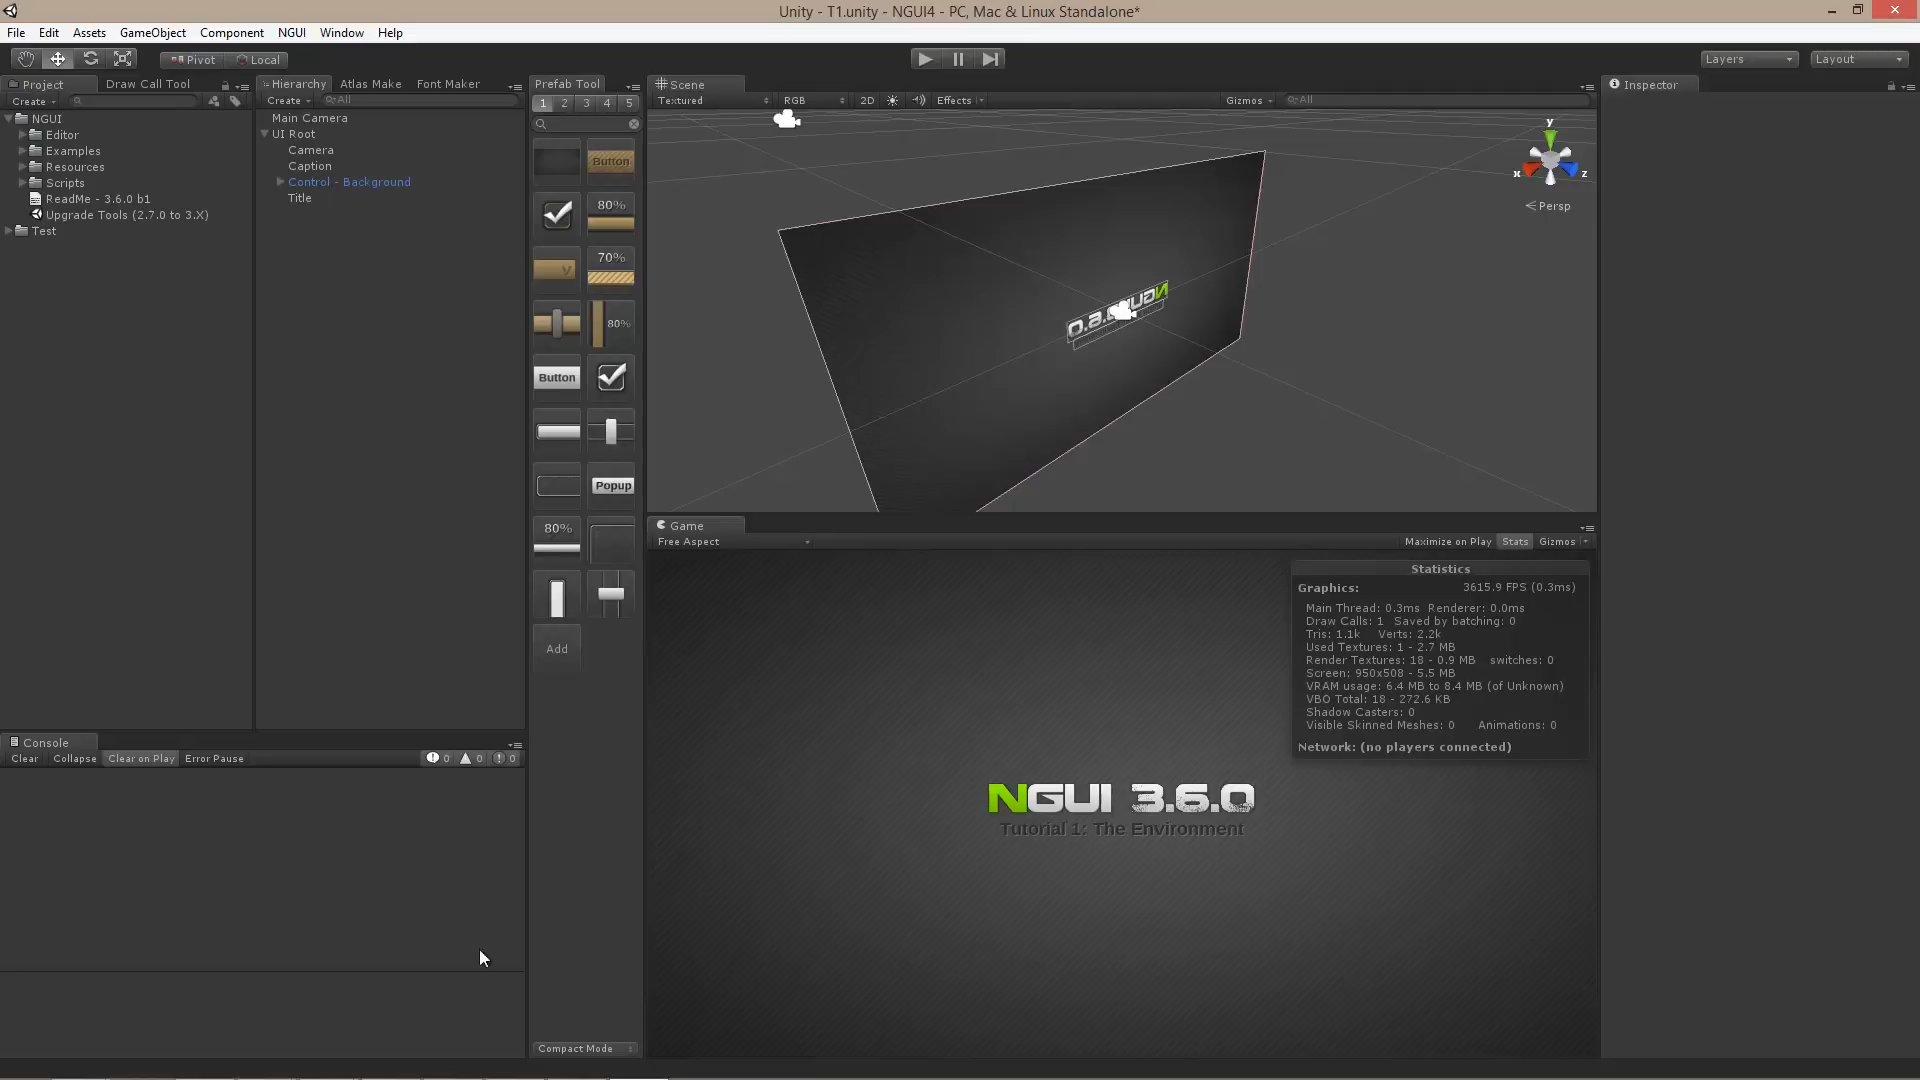 Unity - T1.unity - NGUI4 - PC, Mac & Linux Standalone*
File Edit Assets GameObject Component NGUI Window Help
Pivot Local Layers Layout
Project Draw Call Tool
Create
NGUI
Editor
Examples
Resources
Scripts
ReadMe - 3.6.0 b1
Upgrade Tools (2.7.0 to 3.X)
Test
Hierarchy Atlas Make Font Maker
Create All
Main Camera
UI Root
Camera
Caption
Control - Background
Title
Prefab Tool
1 2 3 4 5
Button
80%
V 70%
80%
Button
Popup
80%
Add
Compact Mode
Scene
Textured RGB 2D Effects Gizmos All
y
x z
Persp
NGUI 3.6.0
Game
Free Aspect Maximize on Play Stats Gizmos
Statistics
Graphics: 3615.9 FPS (0.3ms)
Main Thread: 0.3ms Renderer: 0.0ms
Draw Calls: 1 Saved by batching: 0
Tris: 1.1k Verts: 2.2k
Used Textures: 1 - 2.7 MB
Render Textures: 18 - 0.9 MB switches: 0
Screen: 950x508 - 5.5 MB
VRAM usage: 6.4 MB to 8.4 MB (of Unknown)
VBO Total: 18 - 272.6 KB
Shadow Casters: 0
Visible Skinned Meshes: 0 Animations: 0
Network: (no players connected)
NGUI 3.6.0
Tutorial 1: The Environment
Inspector
Console
Clear Collapse Clear on Play Error Pause 0 0 0